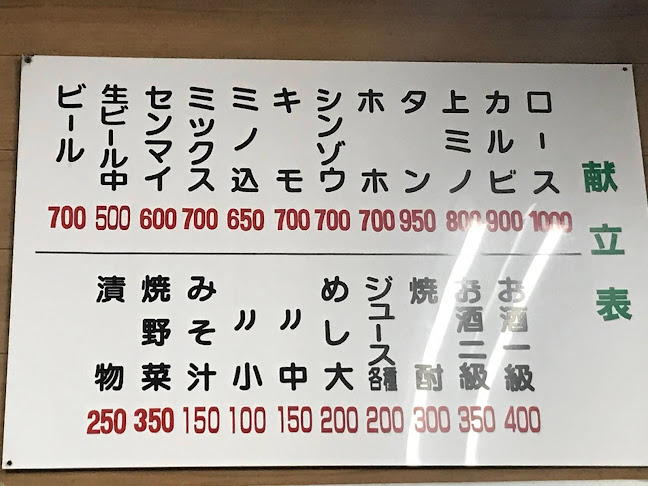 献立表
ロース 1000
カルビ 900
上ミノ 800
タン 950
ホホ 700
シンゾウ 700
キモ 700
ミノ込 650
ミックス 700
センマイ 600
生ビール中 500
ビール 700
お酒一級 400
お酒二級 350
焼酎 300
ジュース各種 200
めし大 200
〃中 150
〃小 100
みそ汁 150
焼野菜 350
漬物 250